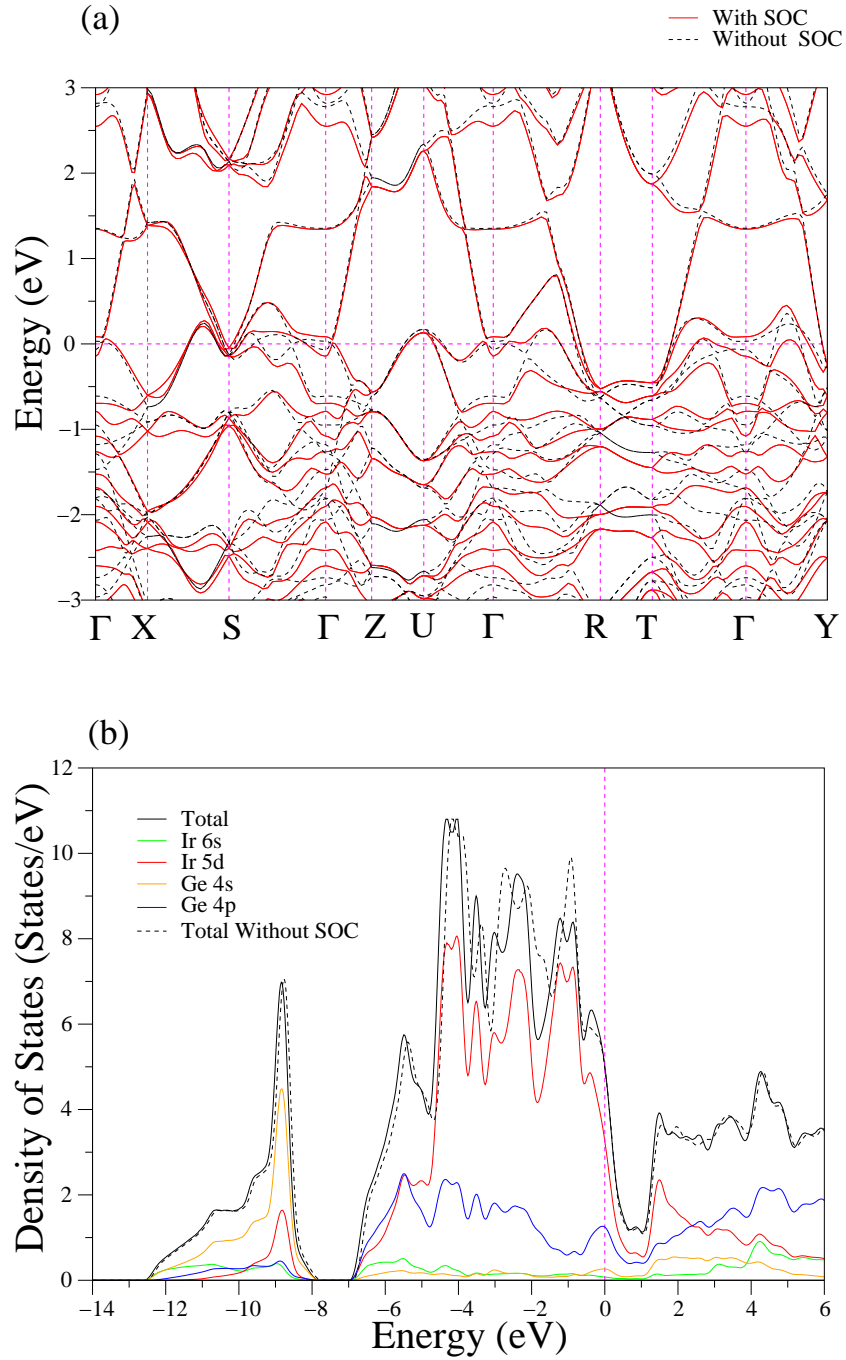 (a)
With SOC
Without SOC
3
2
1
0
−1
−2
−3
Energy (eV)
Γ X S Γ Z U Γ R T Γ Y
(b)
12
10
8
6
4
2
0
Density of States (States/eV)
Total
Ir 6s
Ir 5d
Ge 4s
Ge 4p
Total Without SOC
−14 −12 −10 −8 −6 −4 −2 0 2 4 6
Energy (eV)